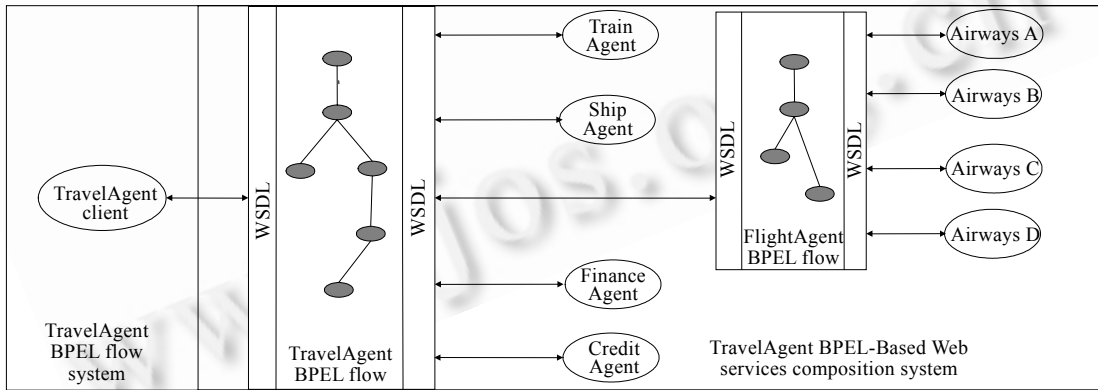 TravelAgent
client
TravelAgent
BPEL flow
system
WSDL
TravelAgent
BPEL flow
WSDL
Train
Agent
Ship
Agent
Finance
Agent
Credit
Agent
WSDL
FlightAgent
BPEL flow
WSDL
Airways A
Airways B
Airways C
Airways D
TravelAgent BPEL-Based Web
services composition system